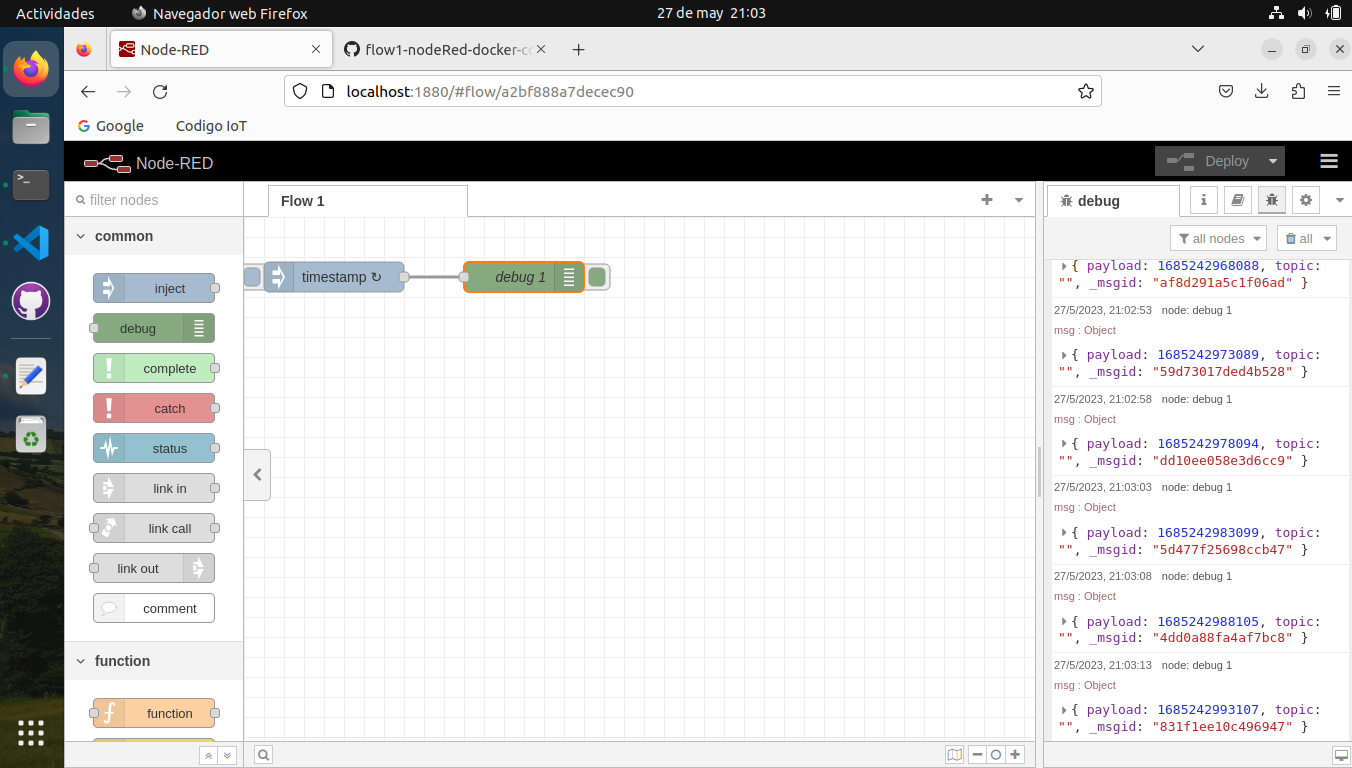 Actividades
Navegador web Firefox
27 de may 21:03
Node-RED
flow1-nodeRed-docker-c
localhost:1880/#flow/a2bf888a7decec90
Google
Codigo IoT
Node-RED
Deploy
filter nodes
Flow 1
debug
i
all nodes
all
common
inject
debug
complete
catch
status
link in
link call
link out
comment
function
function
timestamp ↻
debug 1
{ payload: 1685242968088, topic:
"", _msgid: "af8d291a5c1f06ad" }
27/5/2023, 21:02:53 node: debug 1
msg : Object
{ payload: 1685242973089, topic:
"", _msgid: "59d73017ded4b528" }
27/5/2023, 21:02:58 node: debug 1
msg : Object
{ payload: 1685242978094, topic:
"", _msgid: "dd10ee058e3d6cc9" }
27/5/2023, 21:03:03 node: debug 1
msg : Object
{ payload: 1685242983099, topic:
"", _msgid: "5d477f25698ccb47" }
27/5/2023, 21:03:08 node: debug 1
msg : Object
{ payload: 1685242988105, topic:
"", _msgid: "4dd0a88fa4af7bc8" }
27/5/2023, 21:03:13 node: debug 1
msg : Object
{ payload: 1685242993107, topic:
"", _msgid: "831f1ee10c496947" }